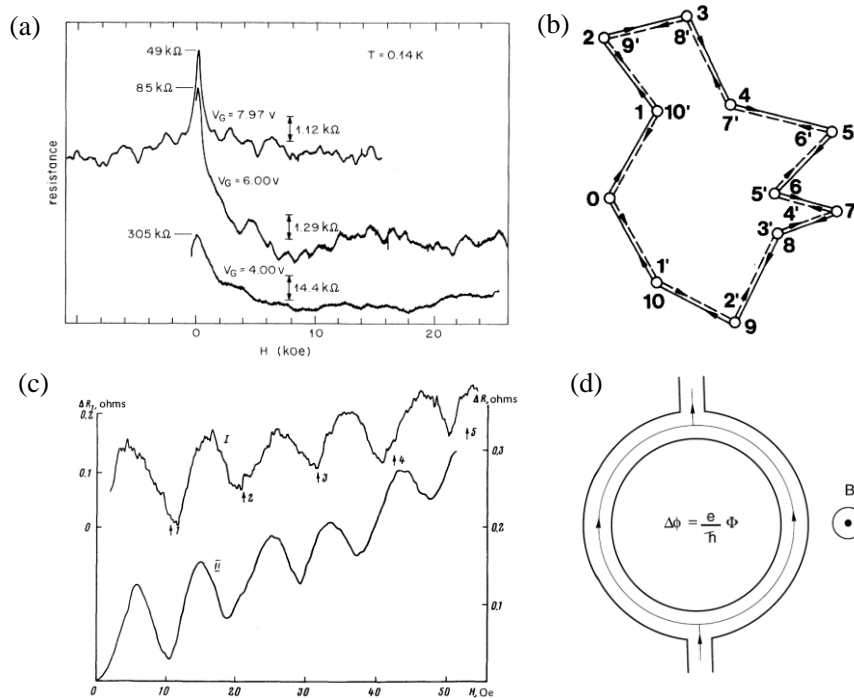 (a)
49 kΩ
T = 0.14 K
85 kΩ
V_G = 7.97 v
1.12 kΩ
resistance
V_G = 6.00 v
1.29 kΩ
305 kΩ
V_G = 4.00 v
14.4 kΩ
0 10 20
H (kOe)
(b)
2 3
9' 8'
1 10' 4
7' 5
6'
0 5' 6
4' 7
3'
8
1' 2'
10 9
(c)
ΔR₁, ohms ΔR, ohms
0,2 I 5
0,3
0,1 4
2 3
0 1 0,2
II
0,1
0 10 20 30 40 50 H, Oe
(d)
Δϕ = e/ħ Φ
B